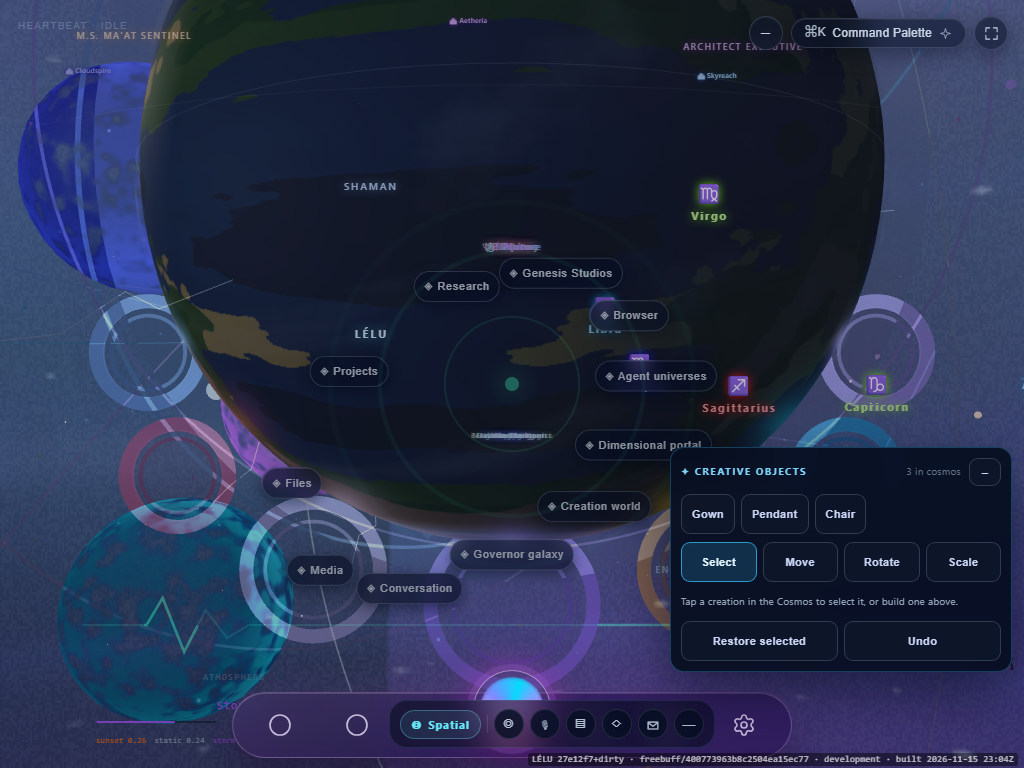 HEARTBEAT · IDLE
M.S. MA'AT SENTINEL
Aetheria
ARCHITECT EXECUTIVE
⌘K Command Palette
Cloudspire
Skyreach
SHAMAN
Virgo
Genesis Studios
Research
Browser
LÉLU
Projects
Agent universes
Sagittarius
Capricorn
Dimensional portal
Files
Creation world
Governor galaxy
Media
Conversation
CREATIVE OBJECTS
3 in cosmos
Gown
Pendant
Chair
Select
Move
Rotate
Scale
Tap a creation in the Cosmos to select it, or build one above.
Restore selected
Undo
ATMOSPHERE
sunset 0.26 static 0.24
Spatial
LÉLU 27e12f7+dirty · freebuff/400773963b8c2504ea15ec77 · development · built 2026-11-15 23:04Z